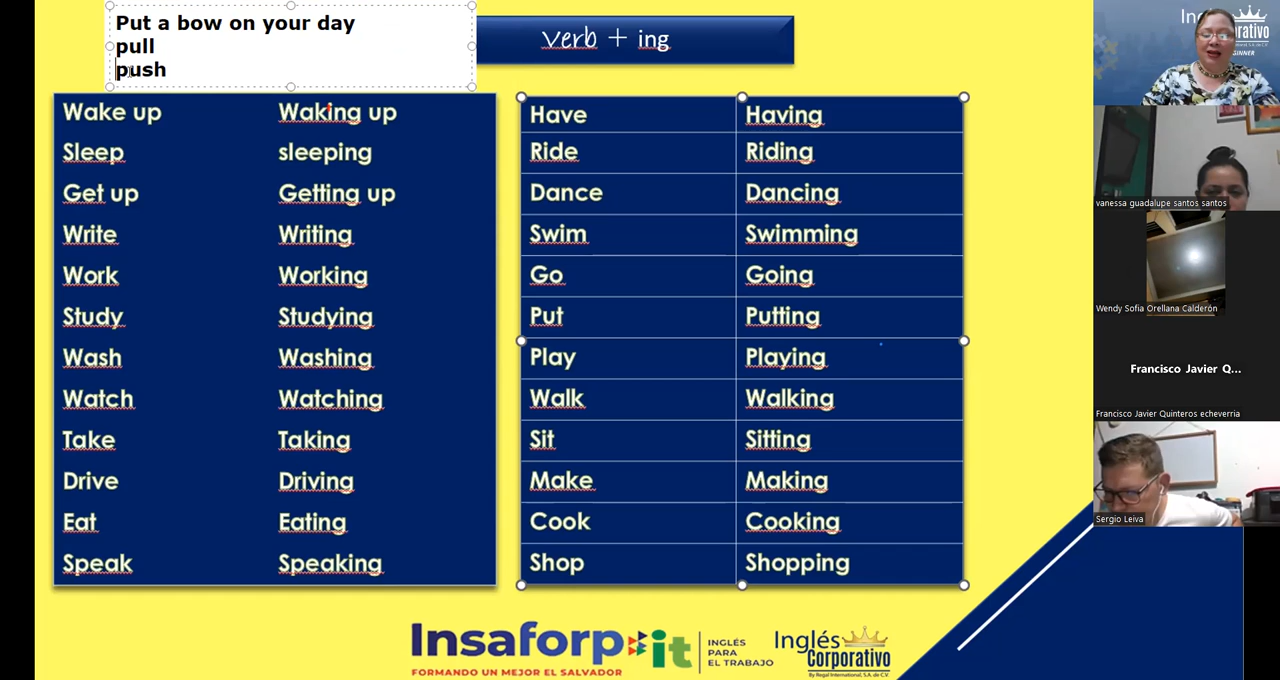 Put a bow on your day
pull
push
verb + ing
Wake up Waking up
Sleep sleeping
Get up Getting up
Write Writing
Work Working
Study Studying
Wash Washing
Watch Watching
Take Taking
Drive Driving
Eat Eating
Speak Speaking
Have Having
Ride Riding
Dance Dancing
Swim Swimming
Go Going
Put Putting
Play Playing
Walk Walking
Sit Sitting
Make Making
Cook Cooking
Shop Shopping
Insaforp it
FORMANDO UN MEJOR EL SALVADOR
INGLÉS
PARA
EL TRABAJO
Inglés
Corporativo
By Regal International, S.A. de C.V.
vanessa guadalupe santos santos
Wendy Sofia Orellana Calderón
Francisco Javier Q...
Francisco Javier Quinteros echeverria
Sergio Leiva